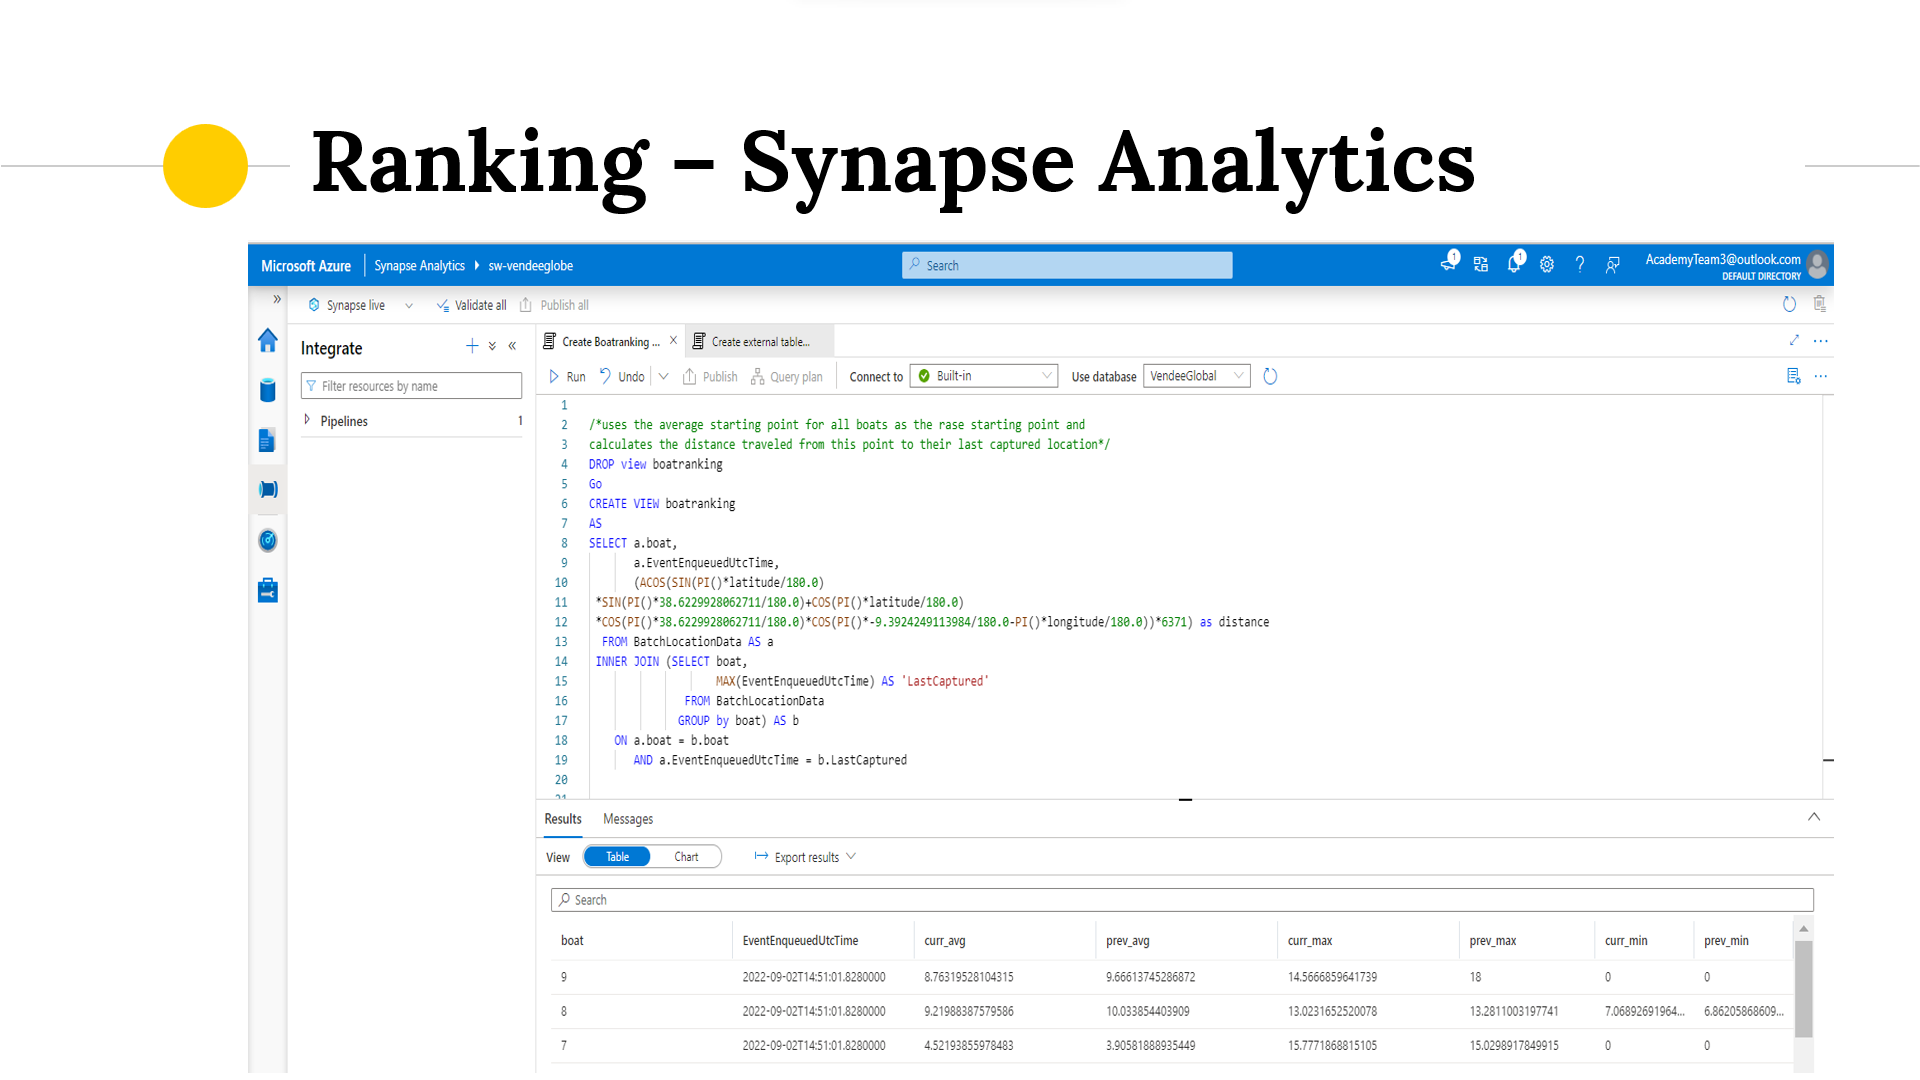 Ranking – Synapse Analytics
Microsoft Azure Synapse Analytics sw-vendeeglobe Search 1 1 AcademyTeam3@outlook.com
DEFAULT DIRECTORY
Synapse live Validate all Publish all
Integrate
Filter resources by name
Pipelines 1
Create Boatranking ... Create external table...
Run Undo Publish Query plan Connect to Built-in Use database VendeeGlobal
1
2 /*uses the average starting point for all boats as the rase starting point and
3 calculates the distance traveled from this point to their last captured location*/
4 DROP view boatranking
5 Go
6 CREATE VIEW boatranking
7 AS
8 SELECT a.boat,
9 a.EventEnqueuedUtcTime,
10 (ACOS(SIN(PI()*latitude/180.0)
11 *SIN(PI()*38.6229928062711/180.0)+COS(PI()*latitude/180.0)
12 *COS(PI()*38.6229928062711/180.0)*COS(PI()*-9.3924249113984/180.0-PI()*longitude/180.0))*6371) as distance
13 FROM BatchLocationData AS a
14 INNER JOIN (SELECT boat,
15 MAX(EventEnqueuedUtcTime) AS 'LastCaptured'
16 FROM BatchLocationData
17 GROUP by boat) AS b
18 ON a.boat = b.boat
19 AND a.EventEnqueuedUtcTime = b.LastCaptured
20
21
Results Messages
View Table Chart Export results
Search
boat EventEnqueuedUtcTime curr_avg prev_avg curr_max prev_max curr_min prev_min
9 2022-09-02T14:51:01.8280000 8.76319528104315 9.66613745286872 14.5666859641739 18 0 0
8 2022-09-02T14:51:01.8280000 9.21988387579586 10.033854403909 13.0231652520078 13.2811003197741 7.06892691964... 6.86205868609...
7 2022-09-02T14:51:01.8280000 4.52193855978483 3.90581888935449 15.7771868815105 15.0298917849915 0 0